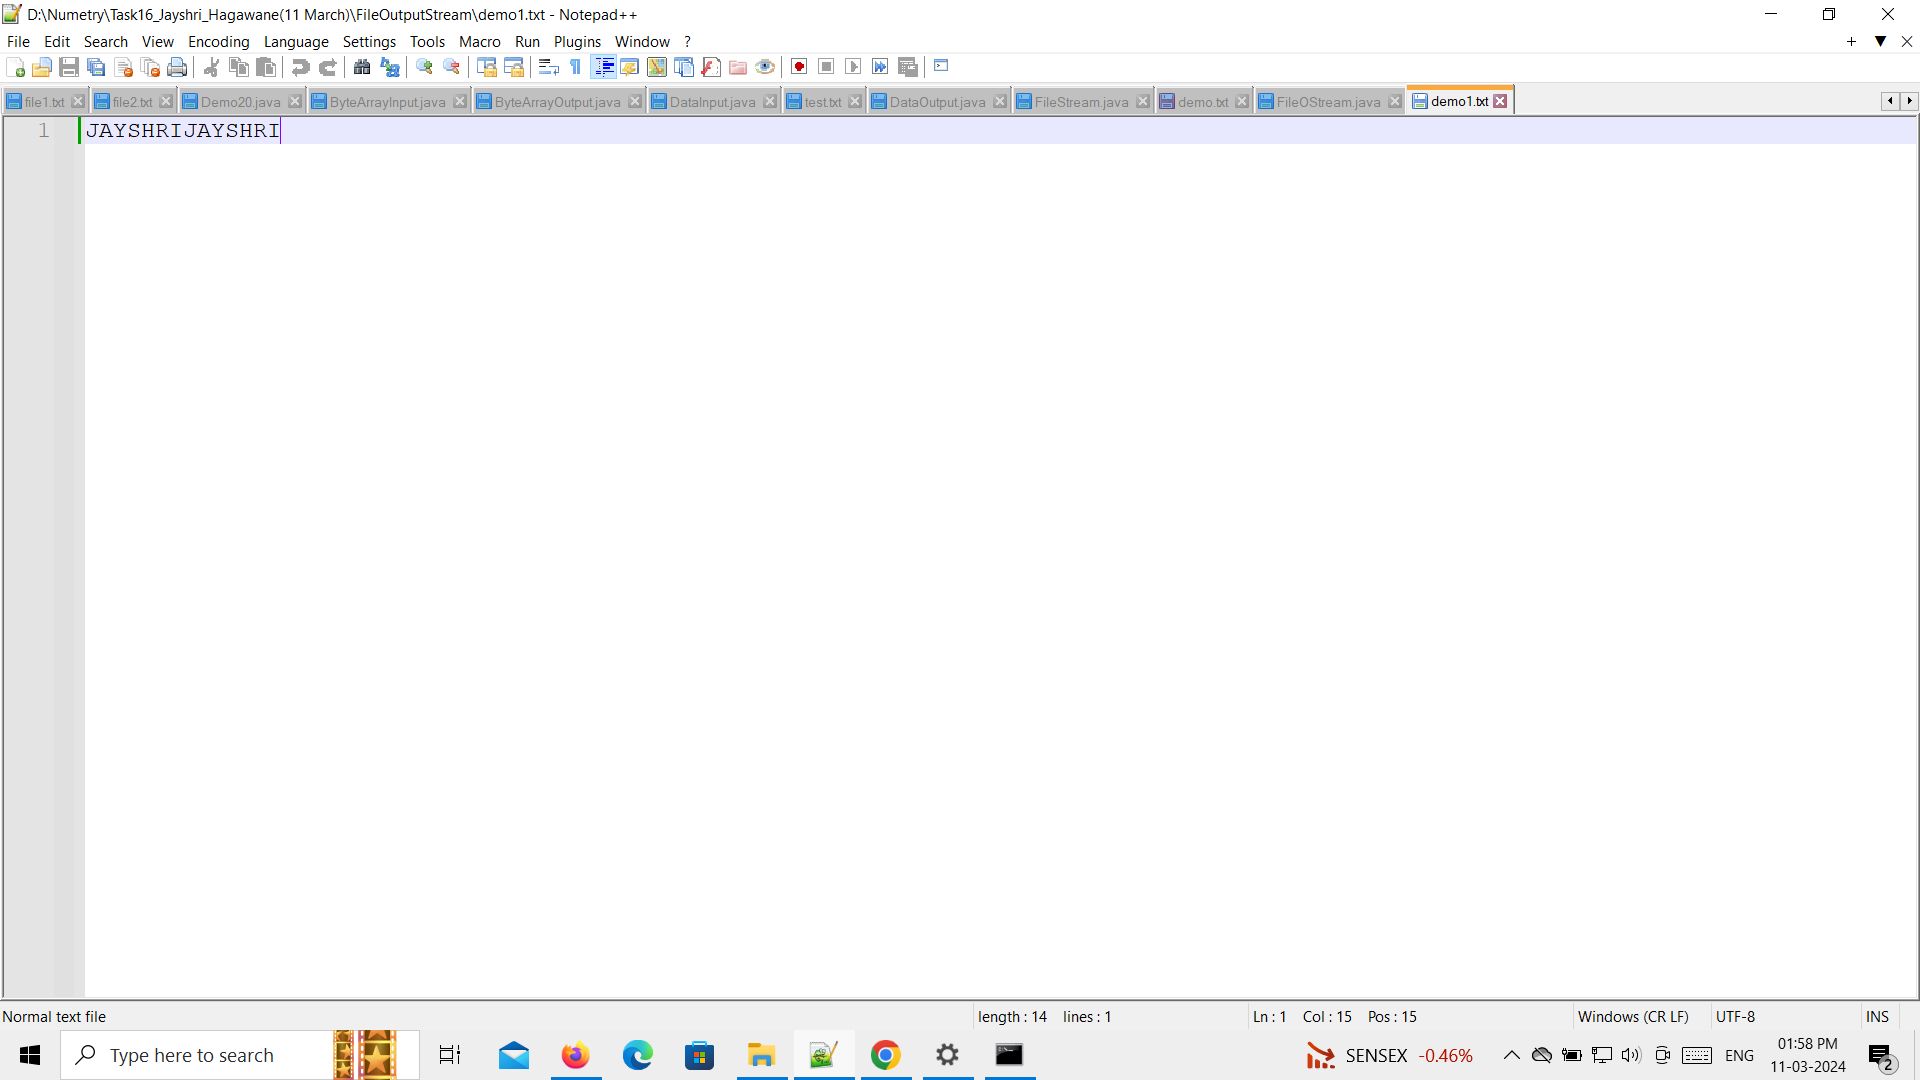 D:\Numetry\Task16_Jayshri_Hagawane(11 March)\FileOutputStream\demo1.txt - Notepad++
File Edit Search View Encoding Language Settings Tools Macro Run Plugins Window ?
file1.txt file2.txt Demo20.java ByteArrayInput.java ByteArrayOutput.java DataInput.java test.txt DataOutput.java FileStream.java demo.txt FileOStream.java demo1.txt
1 JAYSHRIJAYSHRI
Normal text file length : 14 lines : 1 Ln : 1 Col : 15 Pos : 15 Windows (CR LF) UTF-8 INS
Type here to search SENSEX -0.46% ENG 01:58 PM
11-03-2024 2